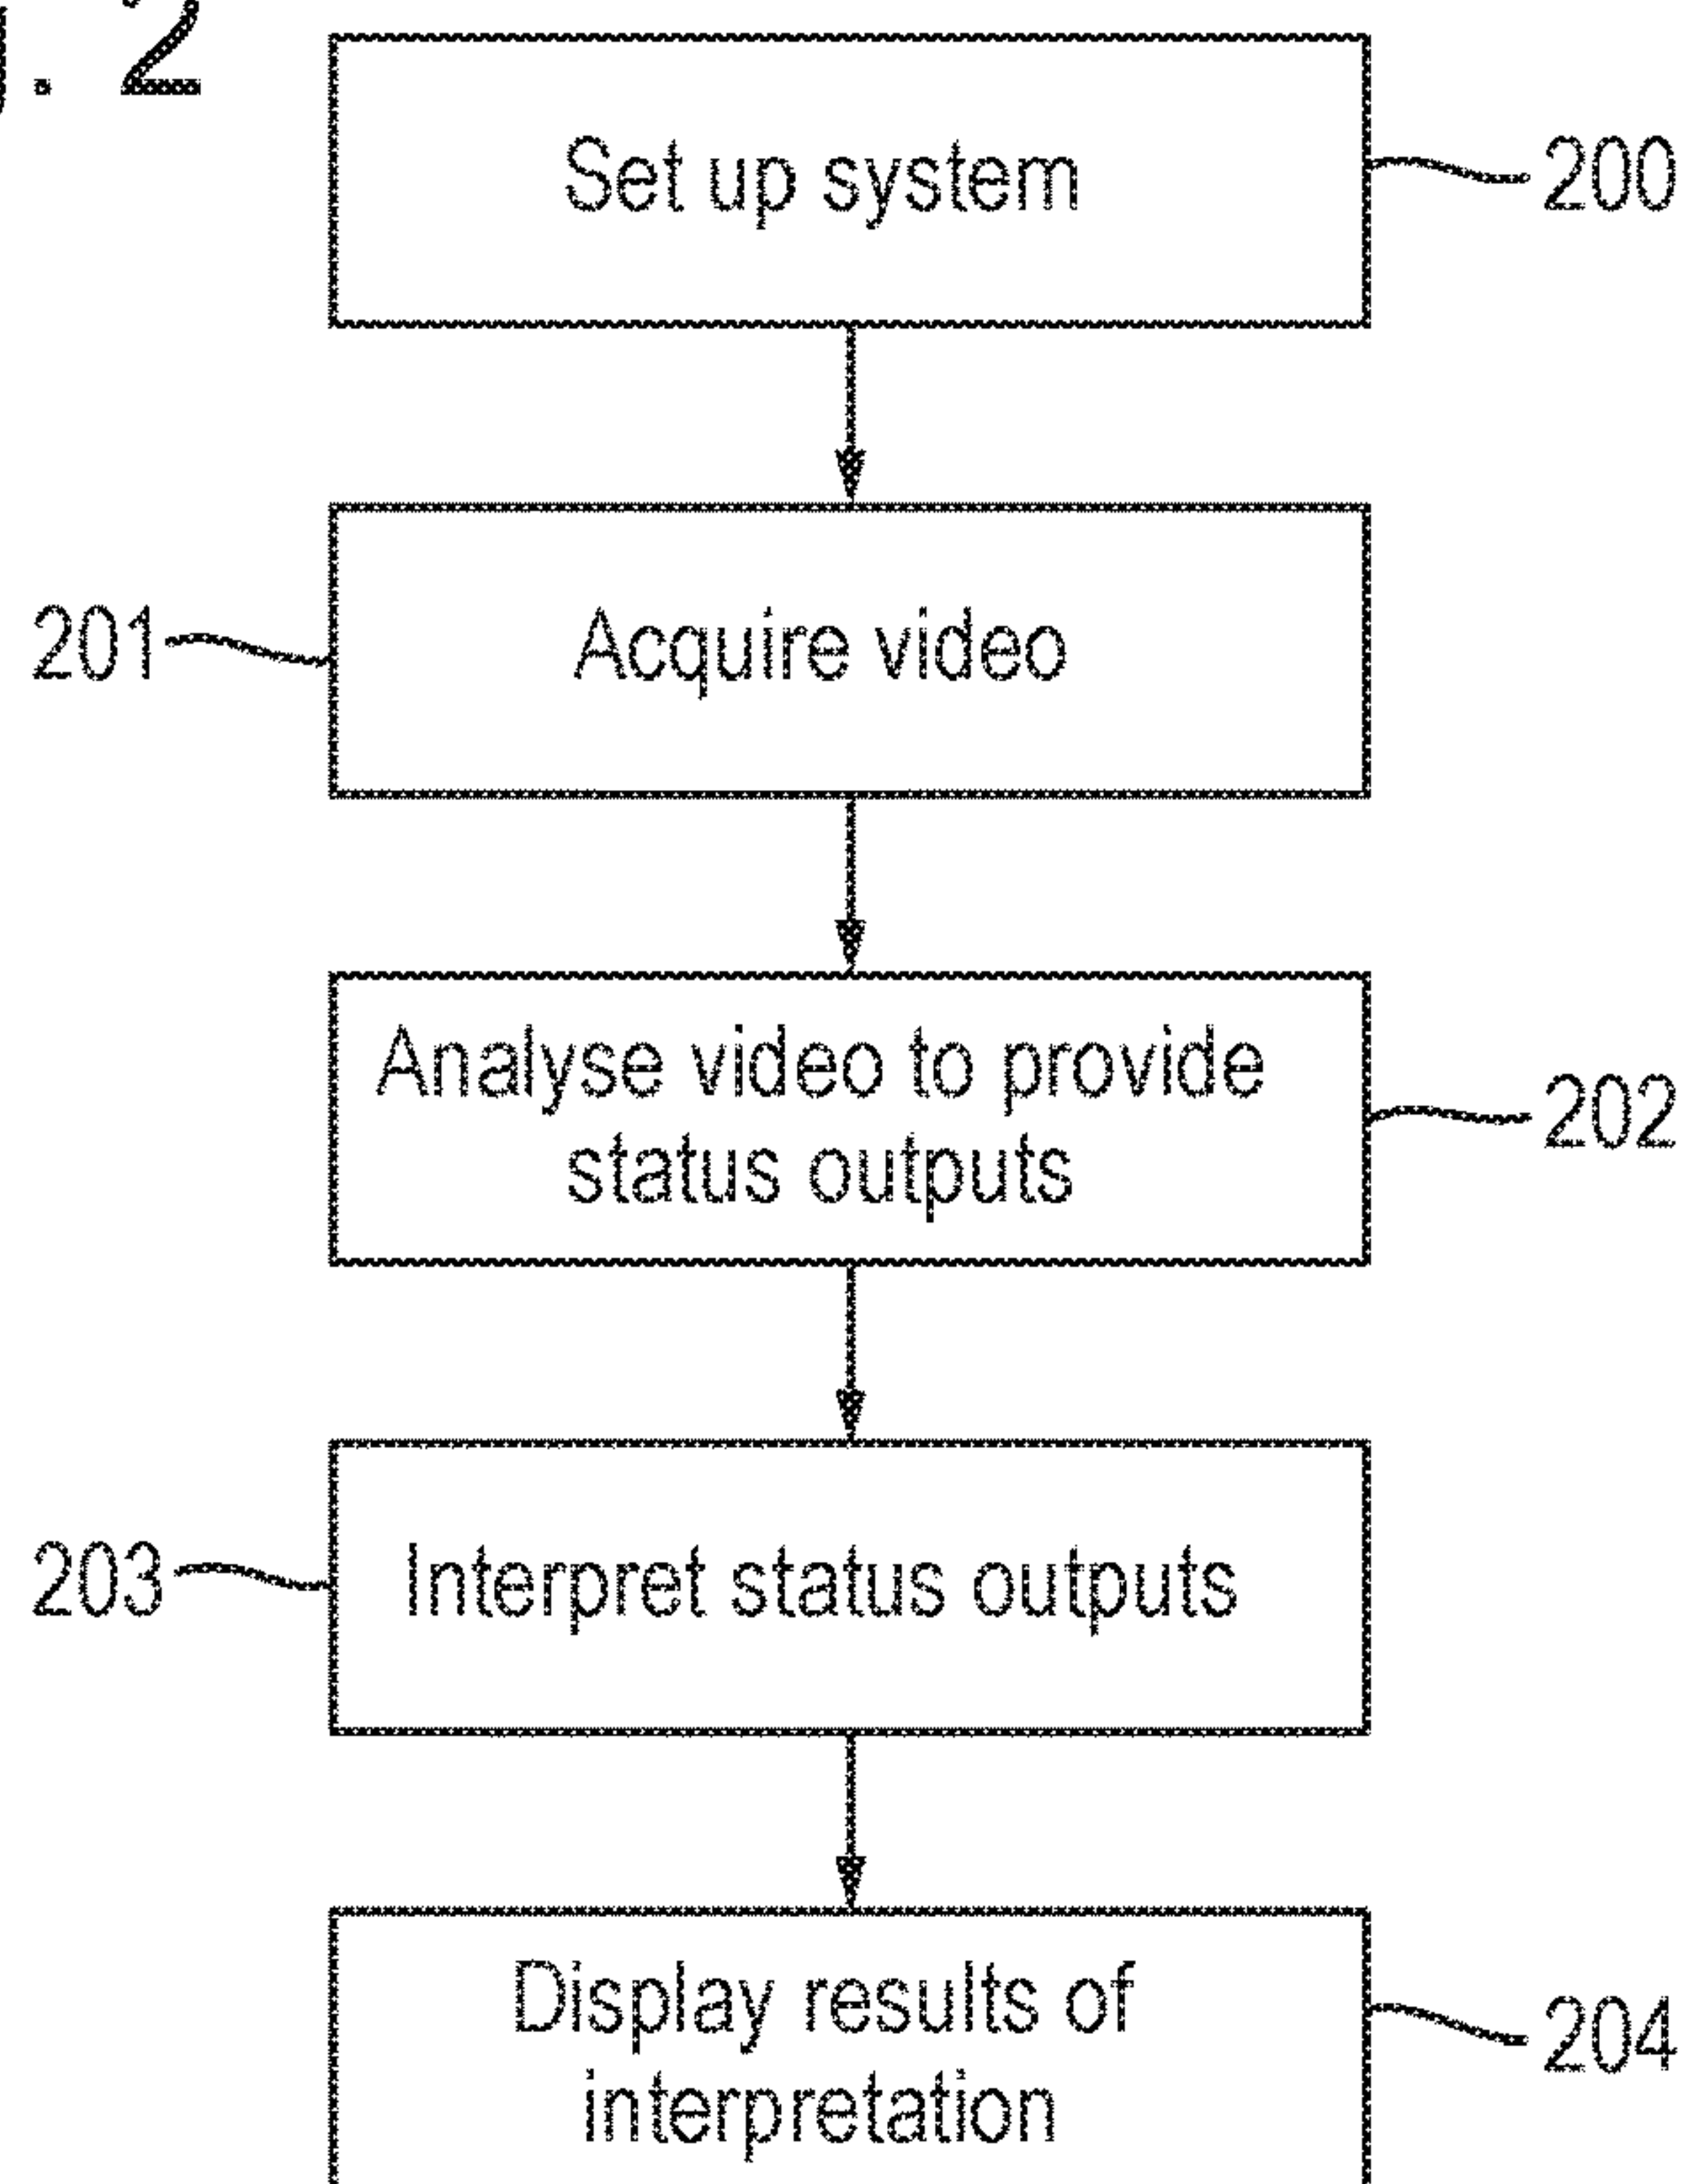 . 2
Set up system
200
201
Acquire video
Analyse video to provide
status outputs
202
203
Interpret status outputs
Display results of
interpretation
204